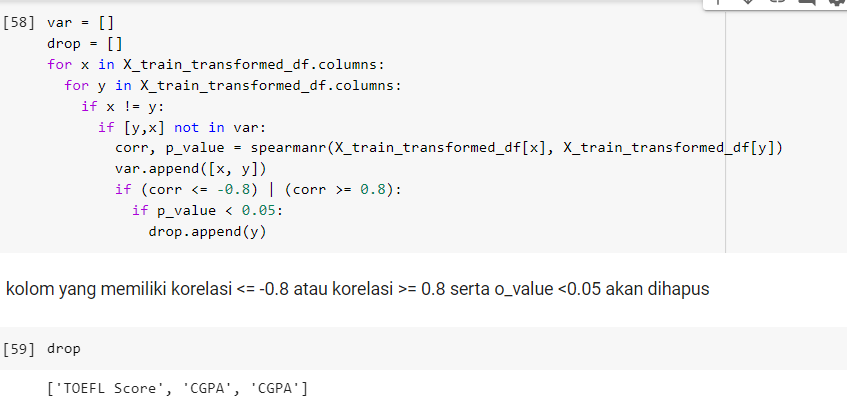 [58] var = []
drop = []
for x in X_train_transformed_df.columns:
for y in X_train_transformed_df.columns:
if x != y:
if [y,x] not in var:
corr, p_value = spearmanr(X_train_transformed_df[x], X_train_transformed_df[y])
var.append([x, y])
if (corr <= -0.8) | (corr >= 0.8):
if p_value < 0.05:
drop.append(y)
kolom yang memiliki korelasi <= -0.8 atau korelasi >= 0.8 serta o_value <0.05 akan dihapus
[59] drop
['TOEFL Score', 'CGPA', 'CGPA']